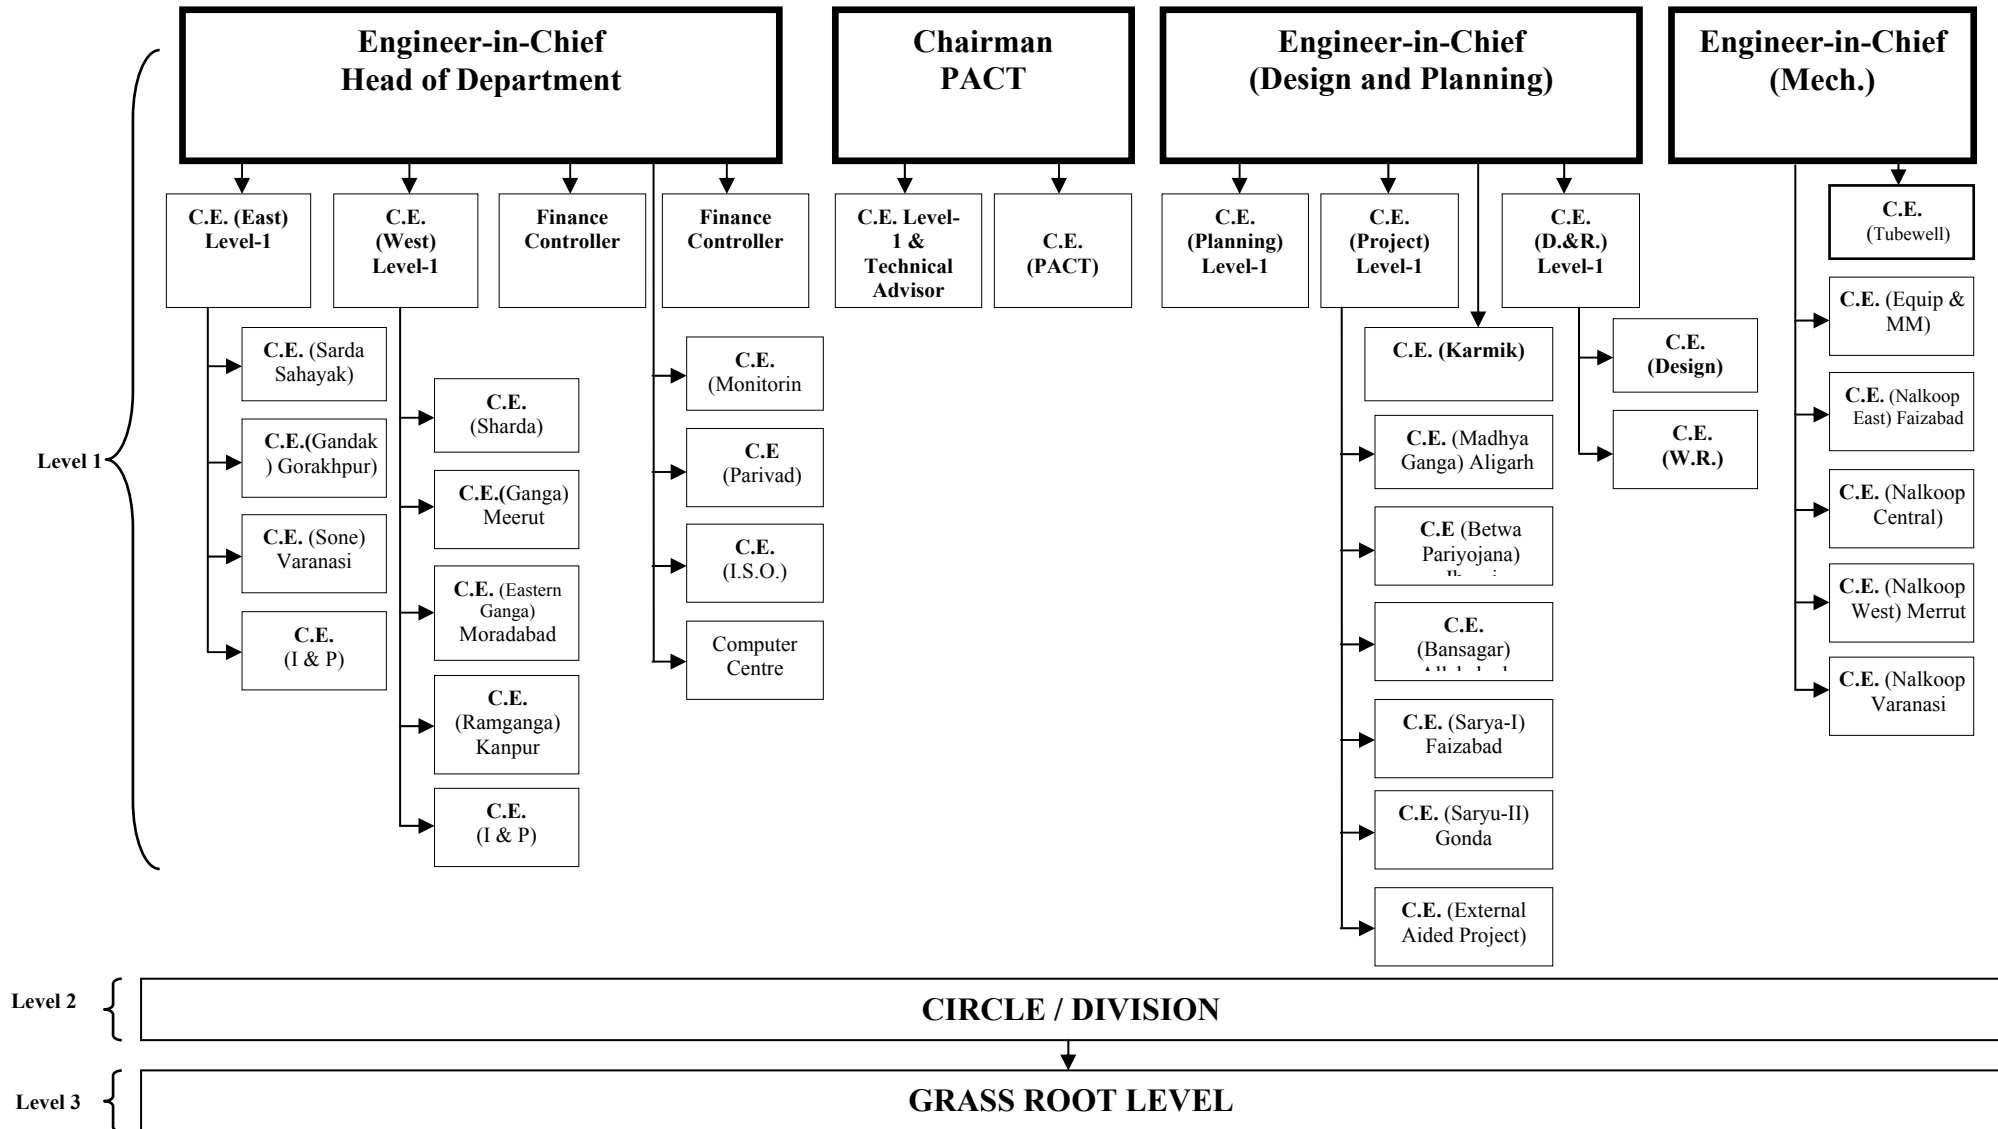 Engineer-in-Chief
Head of Department
Chairman
PACT
Engineer-in-Chief
(Design and Planning)
Engineer-in-Chief
(Mech.)
Level 1
C.E. (East)
Level-1
C.E.
(West)
Level-1
Finance
Controller
Finance
Controller
C.E. Level-
1 &
Technical
Advisor
C.E.
(PACT)
C.E.
(Planning)
Level-1
C.E.
(Project)
Level-1
C.E.
(D.&R.)
Level-1
C.E.
(Tubewell)
C.E. (Sarda
Sahayak)
C.E.(Gandak
) Gorakhpur)
C.E. (Sone)
Varanasi
C.E.
(I & P)
C.E.
(Sharda)
C.E.(Ganga)
Meerut
C.E. (Eastern
Ganga)
Moradabad
C.E.
(Ramganga)
Kanpur
C.E.
(I & P)
C.E.
(Monitorin
C.E
(Parivad)
C.E.
(I.S.O.)
Computer
Centre
C.E. (Karmik)
C.E. (Madhya
Ganga) Aligarh
C.E (Betwa
Pariyojana)
C.E.
(Bansagar)
C.E. (Sarya-I)
Faizabad
C.E. (Saryu-II)
Gonda
C.E. (External
Aided Project)
C.E.
(Design)
C.E.
(W.R.)
C.E. (Equip &
MM)
C.E. (Nalkoop
East) Faizabad
C.E. (Nalkoop
Central)
C.E. (Nalkoop
West) Merrut
C.E. (Nalkoop
Varanasi
Level 2
CIRCLE / DIVISION
Level 3
GRASS ROOT LEVEL